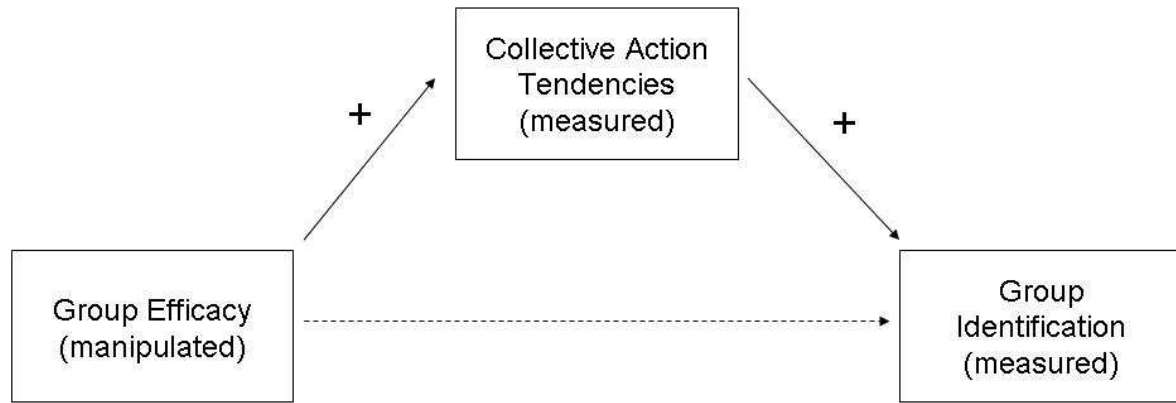 Collective Action
Tendencies
(measured)
+
+
Group Efficacy
(manipulated)
Group
Identification
(measured)